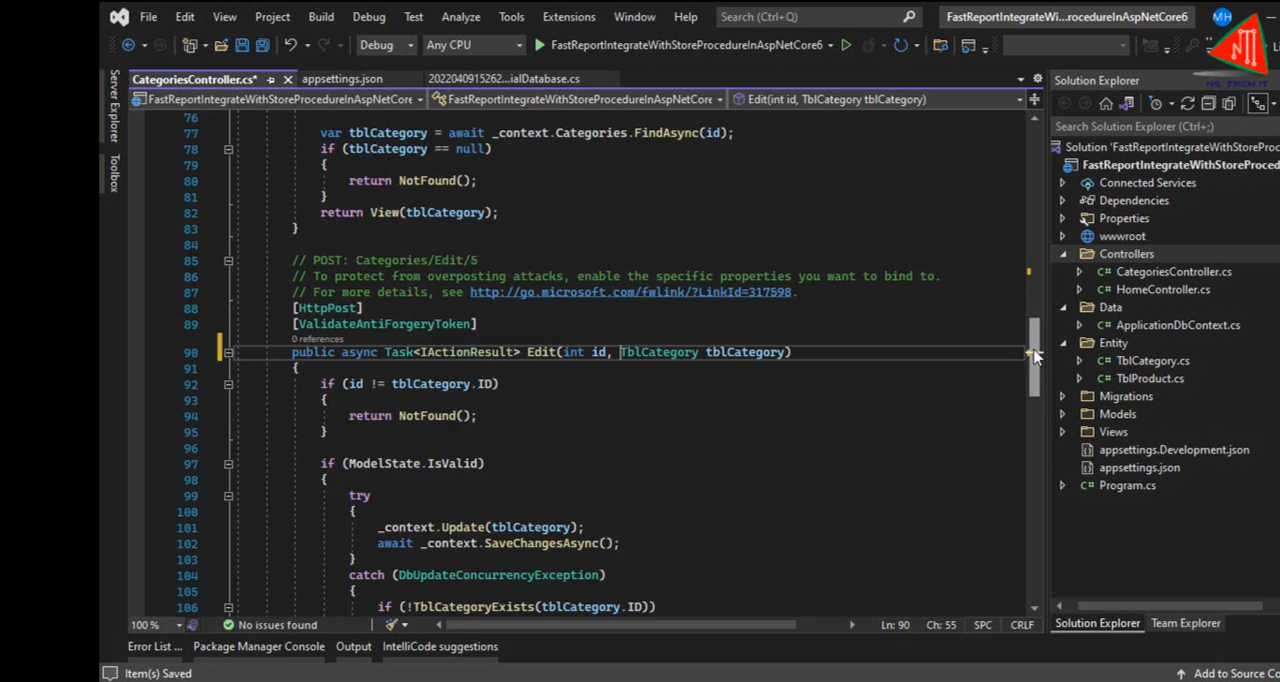 File Edit View Project Build Debug Test Analyze Tools Extensions Window Help Search (Ctrl+Q) FastReportIntegrateWi...rocedureInAspNetCore6 MH
Debug Any CPU FastReportIntegrateWithStoreProcedureInAspNetCore6
ML TECH IT
CategoriesController.cs* appsettings.json 2022040915262...ialDatabase.cs
FastReportIntegrateWithStoreProcedureInAspNetCor FastReportIntegrateWithStoreProcedureInAspNetCore Edit(int id, TblCategory tblCategory)
Server Explorer
Toolbox
76
77 var tblCategory = await _context.Categories.FindAsync(id);
78 if (tblCategory == null)
79 {
80 return NotFound();
81 }
82 return View(tblCategory);
83 }
84
85 // POST: Categories/Edit/5
86 // To protect from overposting attacks, enable the specific properties you want to bind to.
87 // For more details, see http://go.microsoft.com/fwlink/?LinkId=317598.
88 [HttpPost]
89 [ValidateAntiForgeryToken]
0 references
90 public async Task<IActionResult> Edit(int id, TblCategory tblCategory)
91 {
92 if (id != tblCategory.ID)
93 {
94 return NotFound();
95 }
96
97 if (ModelState.IsValid)
98 {
99 try
100 {
101 _context.Update(tblCategory);
102 await _context.SaveChangesAsync();
103 }
104 catch (DbUpdateConcurrencyException)
105 {
106 if (!TblCategoryExists(tblCategory.ID))
100 % No issues found Ln: 90 Ch: 55 SPC CRLF
Error List ... Package Manager Console Output IntelliCode suggestions
Item(s) Saved Add to Source Co
Solution Explorer
Search Solution Explorer (Ctrl+;)
Solution 'FastReportIntegrateWithStoreProce
FastReportIntegrateWithStoreProced
Connected Services
Dependencies
Properties
wwwroot
Controllers
CategoriesController.cs
HomeController.cs
Data
ApplicationDbContext.cs
Entity
TblCategory.cs
TblProduct.cs
Migrations
Models
Views
appsettings.Development.json
appsettings.json
Program.cs
Solution Explorer Team Explorer